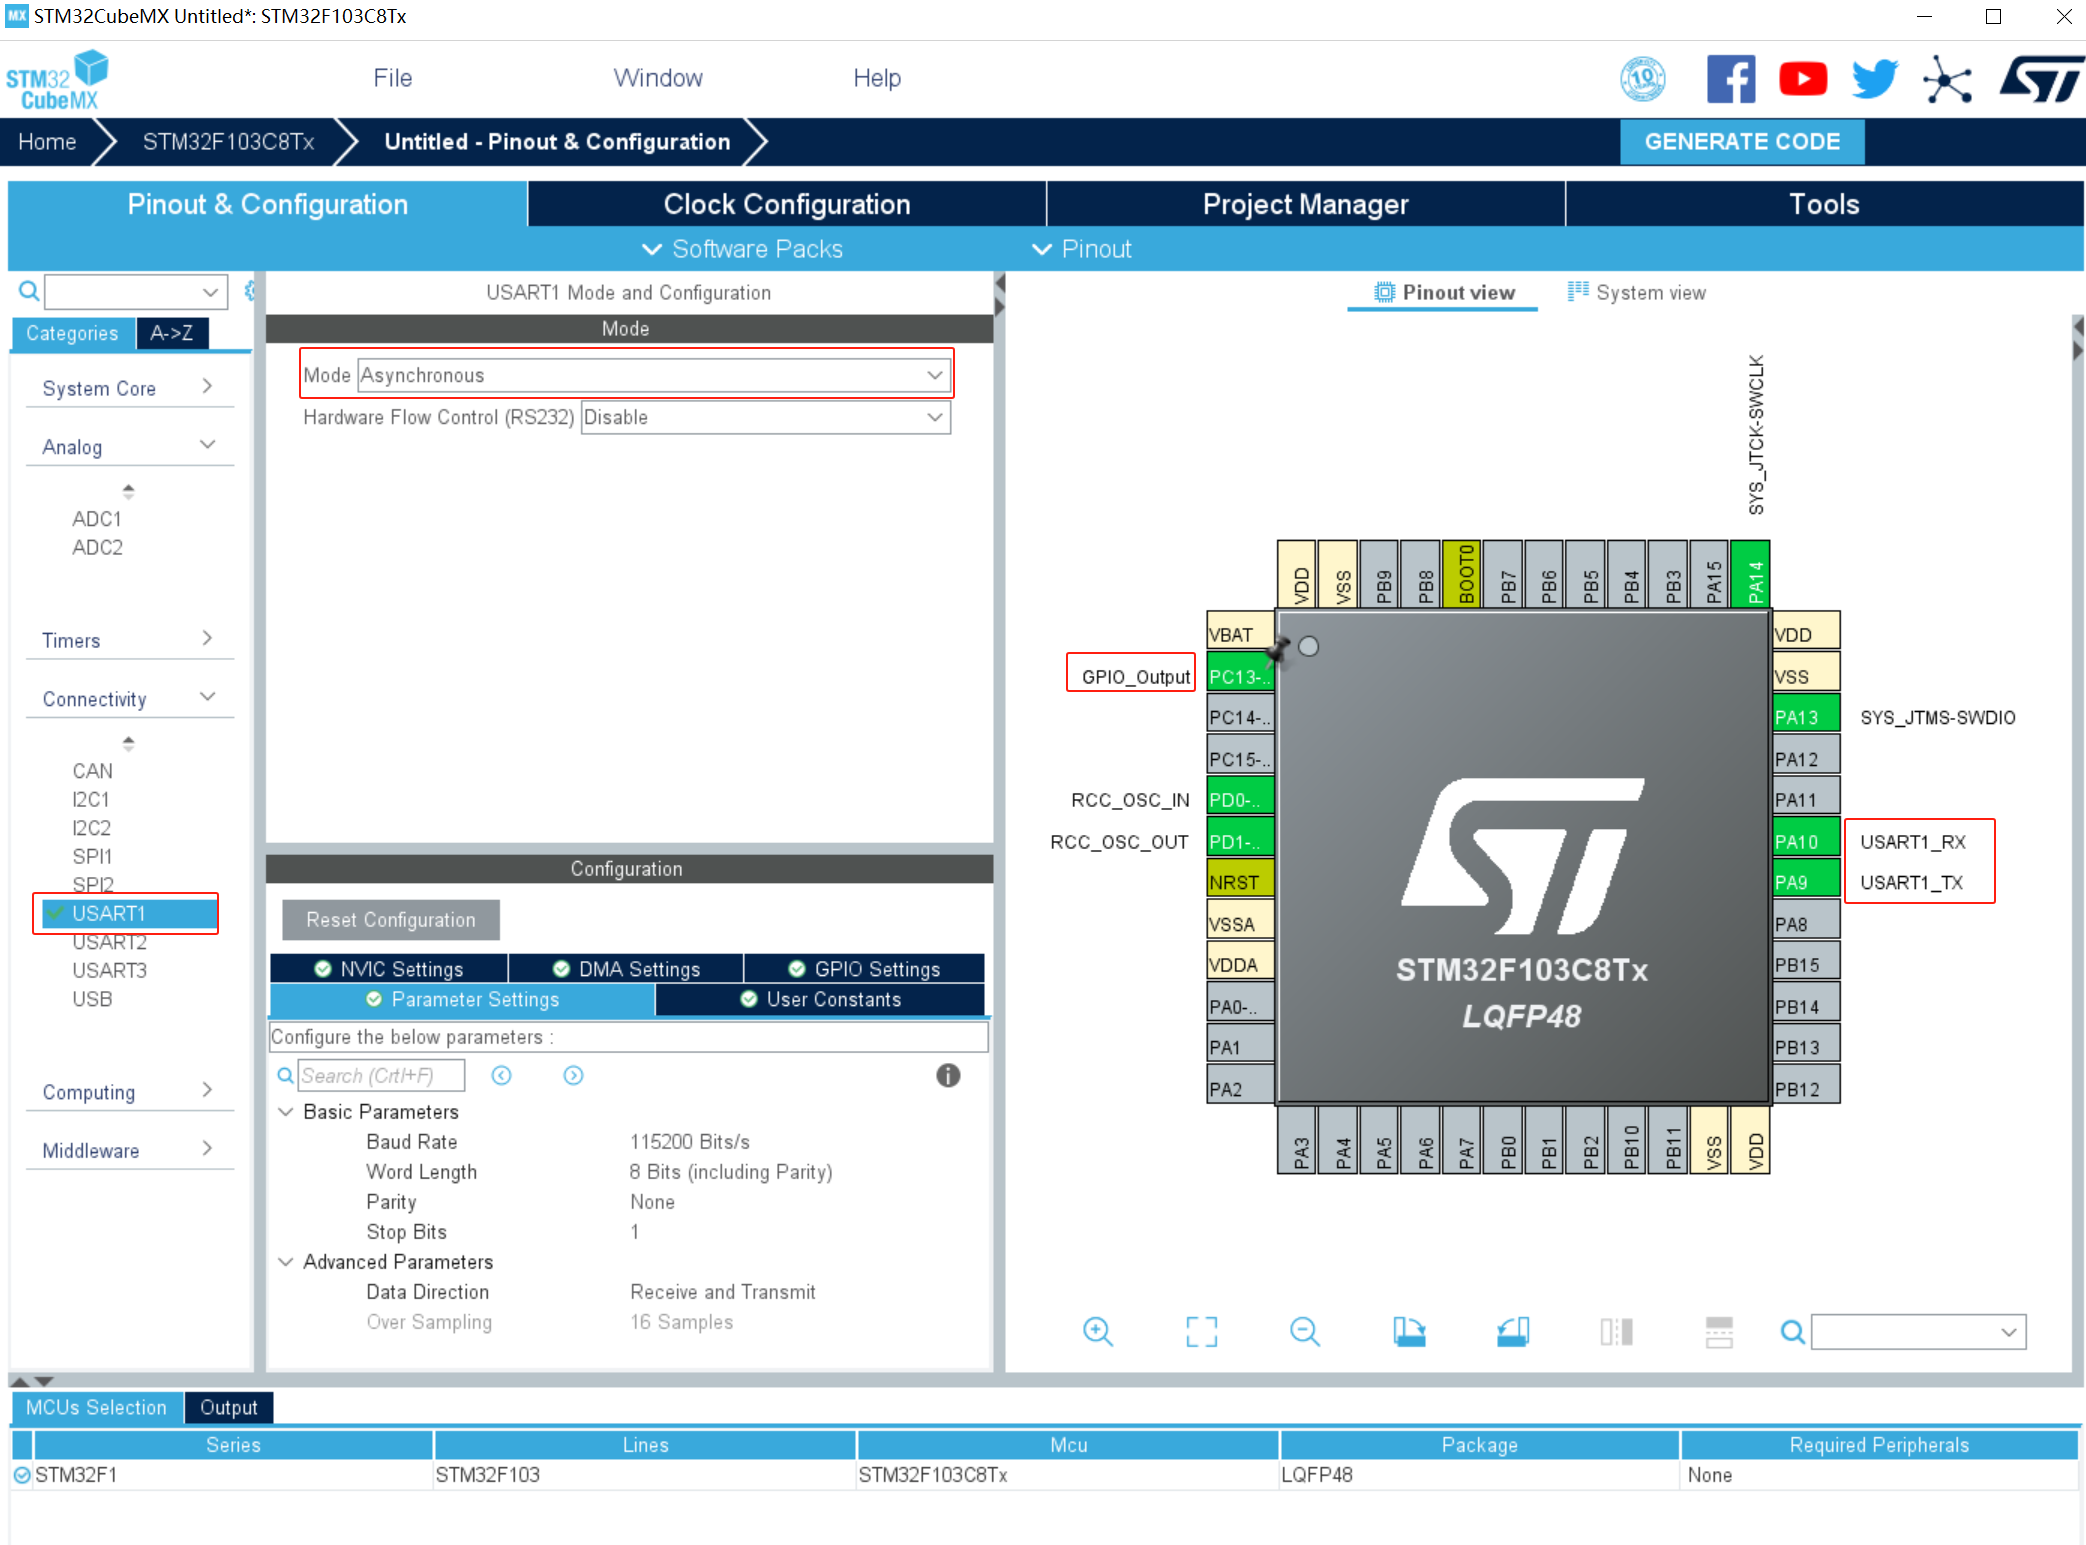 MX STM32CubeMX Untitled*: STM32F103C8Tx
STM32 CubeMX
File Window Help
10
Home STM32F103C8Tx Untitled - Pinout & Configuration GENERATE CODE
Pinout & Configuration Clock Configuration Project Manager Tools
Software Packs Pinout
USART1 Mode and Configuration
Categories A->Z
System Core
Analog
ADC1
ADC2
Timers
Connectivity
CAN
I2C1
I2C2
SPI1
SPI2
USART1
USART2
USART3
USB
Computing
Middleware
Mode
Mode Asynchronous
Hardware Flow Control (RS232) Disable
Configuration
Reset Configuration
NVIC Settings DMA Settings GPIO Settings
Parameter Settings User Constants
Configure the below parameters :
Search (Crtl+F)
Basic Parameters
Baud Rate 115200 Bits/s
Word Length 8 Bits (including Parity)
Parity None
Stop Bits 1
Advanced Parameters
Data Direction Receive and Transmit
Over Sampling 16 Samples
Pinout view System view
SYS_JTCK-SWCLK
VDD VSS PB9 PB8 BOOT0 PB7 PB6 PB5 PB4 PB3 PA15 PA14
VBAT VDD
GPIO_Output PC13-.. VSS
PC14-.. PA13 SYS_JTMS-SWDIO
PC15-.. PA12
RCC_OSC_IN PD0-.. PA11
RCC_OSC_OUT PD1-.. PA10 USART1_RX
NRST PA9 USART1_TX
VSSA PA8
VDDA PB15
PA0-.. PB14
PA1 PB13
PA2 PB12
STM32F103C8Tx
LQFP48
PA3 PA4 PA5 PA6 PA7 PB0 PB1 PB2 PB10 PB11 VSS VDD
MCUs Selection Output
Series Lines Mcu Package Required Peripherals
STM32F1 STM32F103 STM32F103C8Tx LQFP48 None